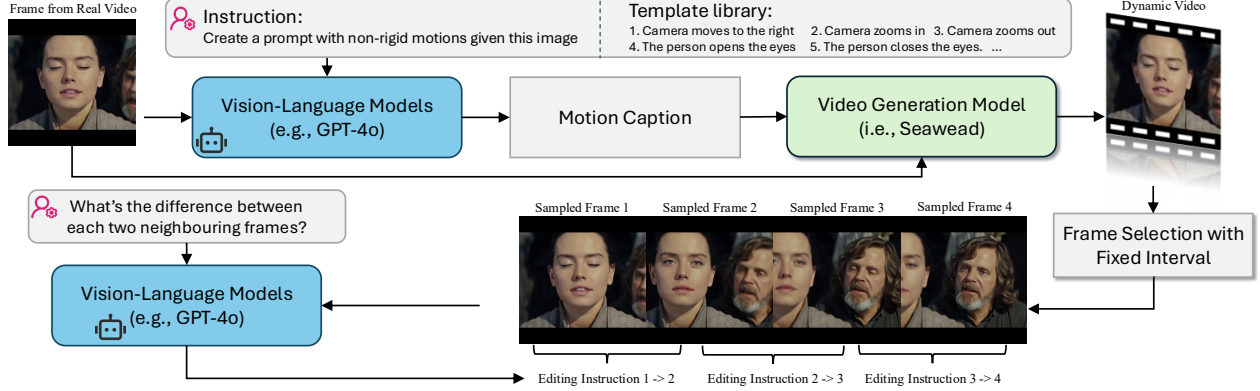 Frame from Real Video
Instruction:
Create a prompt with non-rigid motions given this image
Template library:
1. Camera moves to the right 2. Camera zooms in 3. Camera zooms out
4. The person opens the eyes 5. The person closes the eyes. ...
Dynamic Video
Vision-Language Models
(e.g., GPT-4o)
Motion Caption
Video Generation Model
(i.e., Seawead)
What's the difference between
each two neighbouring frames?
Sampled Frame 1 Sampled Frame 2 Sampled Frame 3 Sampled Frame 4
Frame Selection with
Fixed Interval
Vision-Language Models
(e.g., GPT-4o)
Editing Instruction 1 -> 2 Editing Instruction 2 -> 3 Editing Instruction 3 -> 4